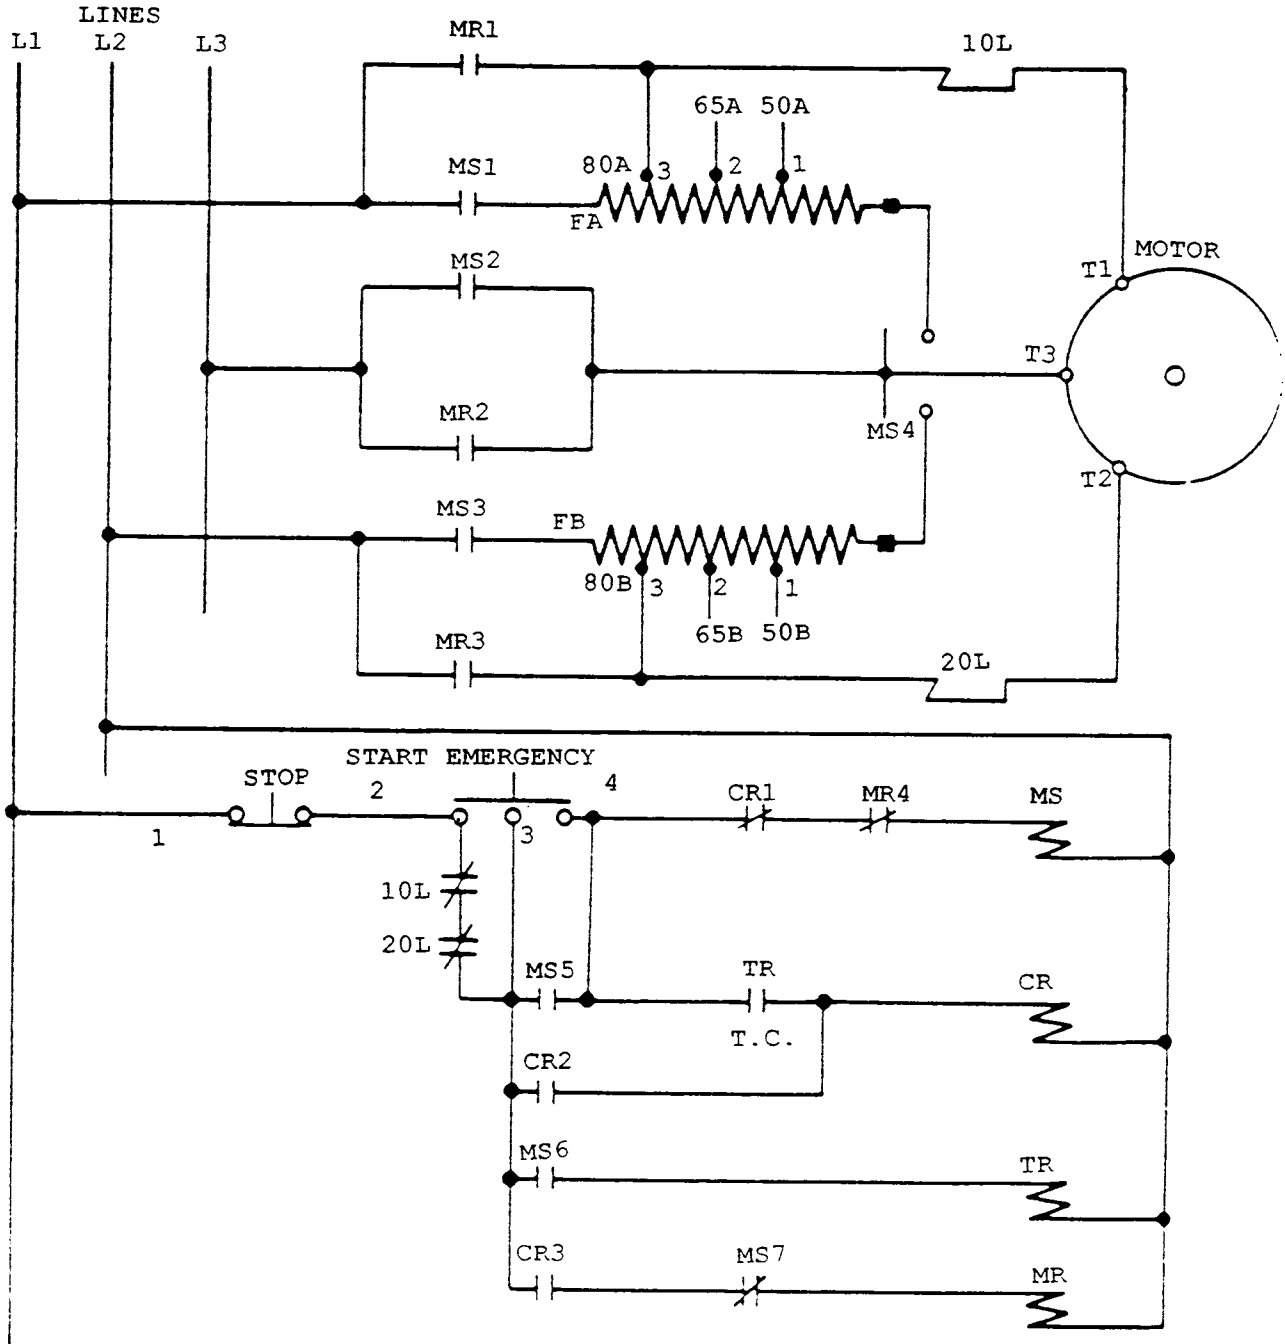 LINES
L1 L2 L3
MR1
10L
65A 50A
MS1
80A 3 2 1
FA
MS2
MOTOR
T1
T3
MR2
MS4
T2
MS3
FB
80B 3 2 1
65B 50B
MR3
20L
START EMERGENCY
STOP
1 2 3 4
CR1 MR4 MS
10L
20L
MS5 TR CR
T.C.
CR2
MS6 TR
CR3 MS7 MR